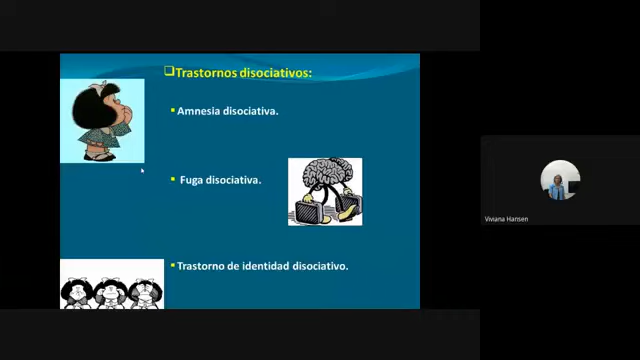 Trastornos disociativos:
Amnesia disociativa.
Fuga disociativa.
Trastorno de identidad disociativo.
Viviana Hansen